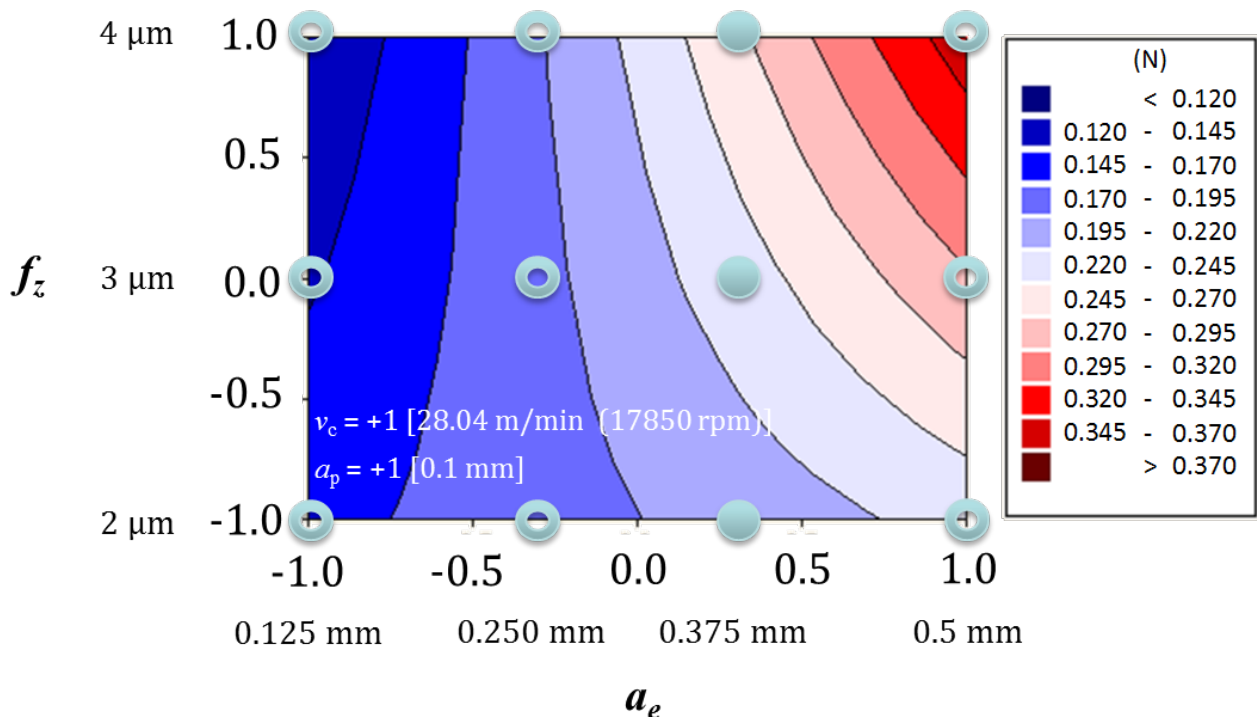 4 μm 1.0
0.5
f_z 3 μm 0.0
-0.5
2 μm -1.0
v_c = +1 [28.04 m/min (17850 rpm)]
a_p = +1 [0.1 mm]
-1.0 -0.5 0.0 0.5 1.0
0.125 mm 0.250 mm 0.375 mm 0.5 mm
a_e
(N)
< 0.120
0.120 - 0.145
0.145 - 0.170
0.170 - 0.195
0.195 - 0.220
0.220 - 0.245
0.245 - 0.270
0.270 - 0.295
0.295 - 0.320
0.320 - 0.345
0.345 - 0.370
> 0.370